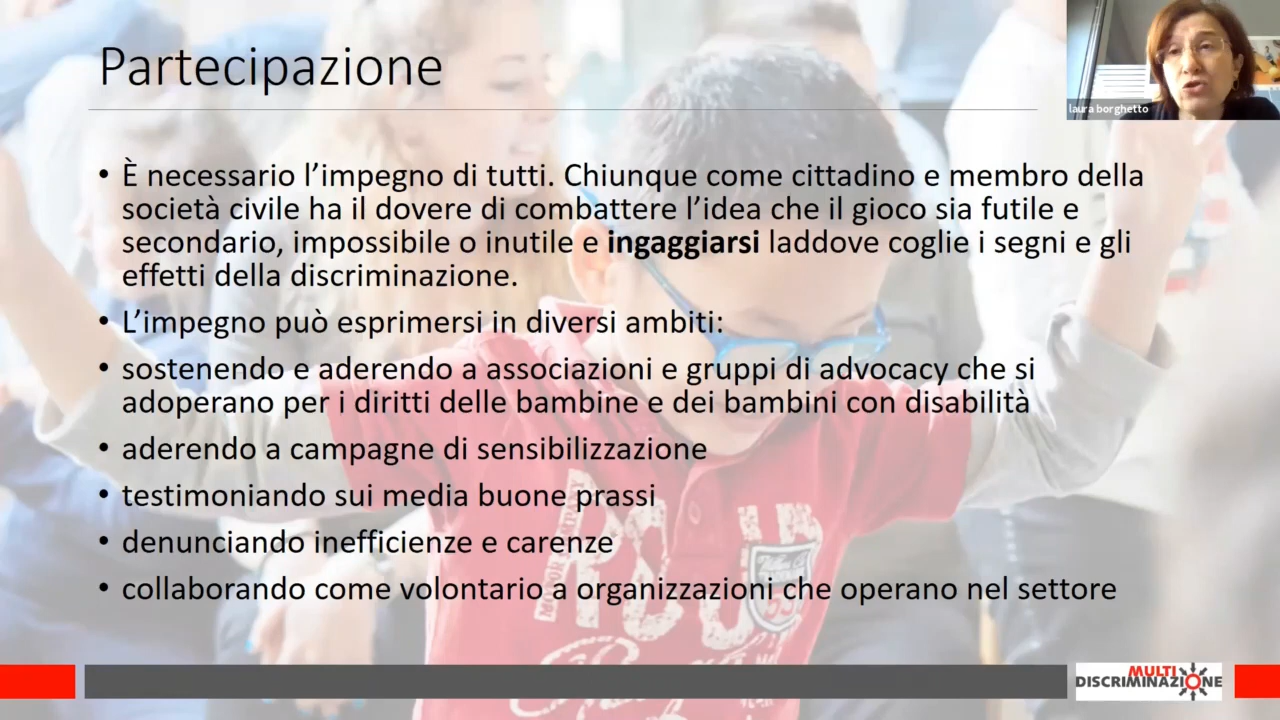 Partecipazione
laura borghetto
• È necessario l’impegno di tutti. Chiunque come cittadino e membro della
società civile ha il dovere di combattere l’idea che il gioco sia futile e
secondario, impossibile o inutile e ingaggiarsi laddove coglie i segni e gli
effetti della discriminazione.
• L’impegno può esprimersi in diversi ambiti:
• sostenendo e aderendo a associazioni e gruppi di advocacy che si
adoperano per i diritti delle bambine e dei bambini con disabilità
• aderendo a campagne di sensibilizzazione
• testimoniando sui media buone prassi
• denunciando inefficienze e carenze
• collaborando come volontario a organizzazioni che operano nel settore
MULTI
DISCRIMINAZIONE